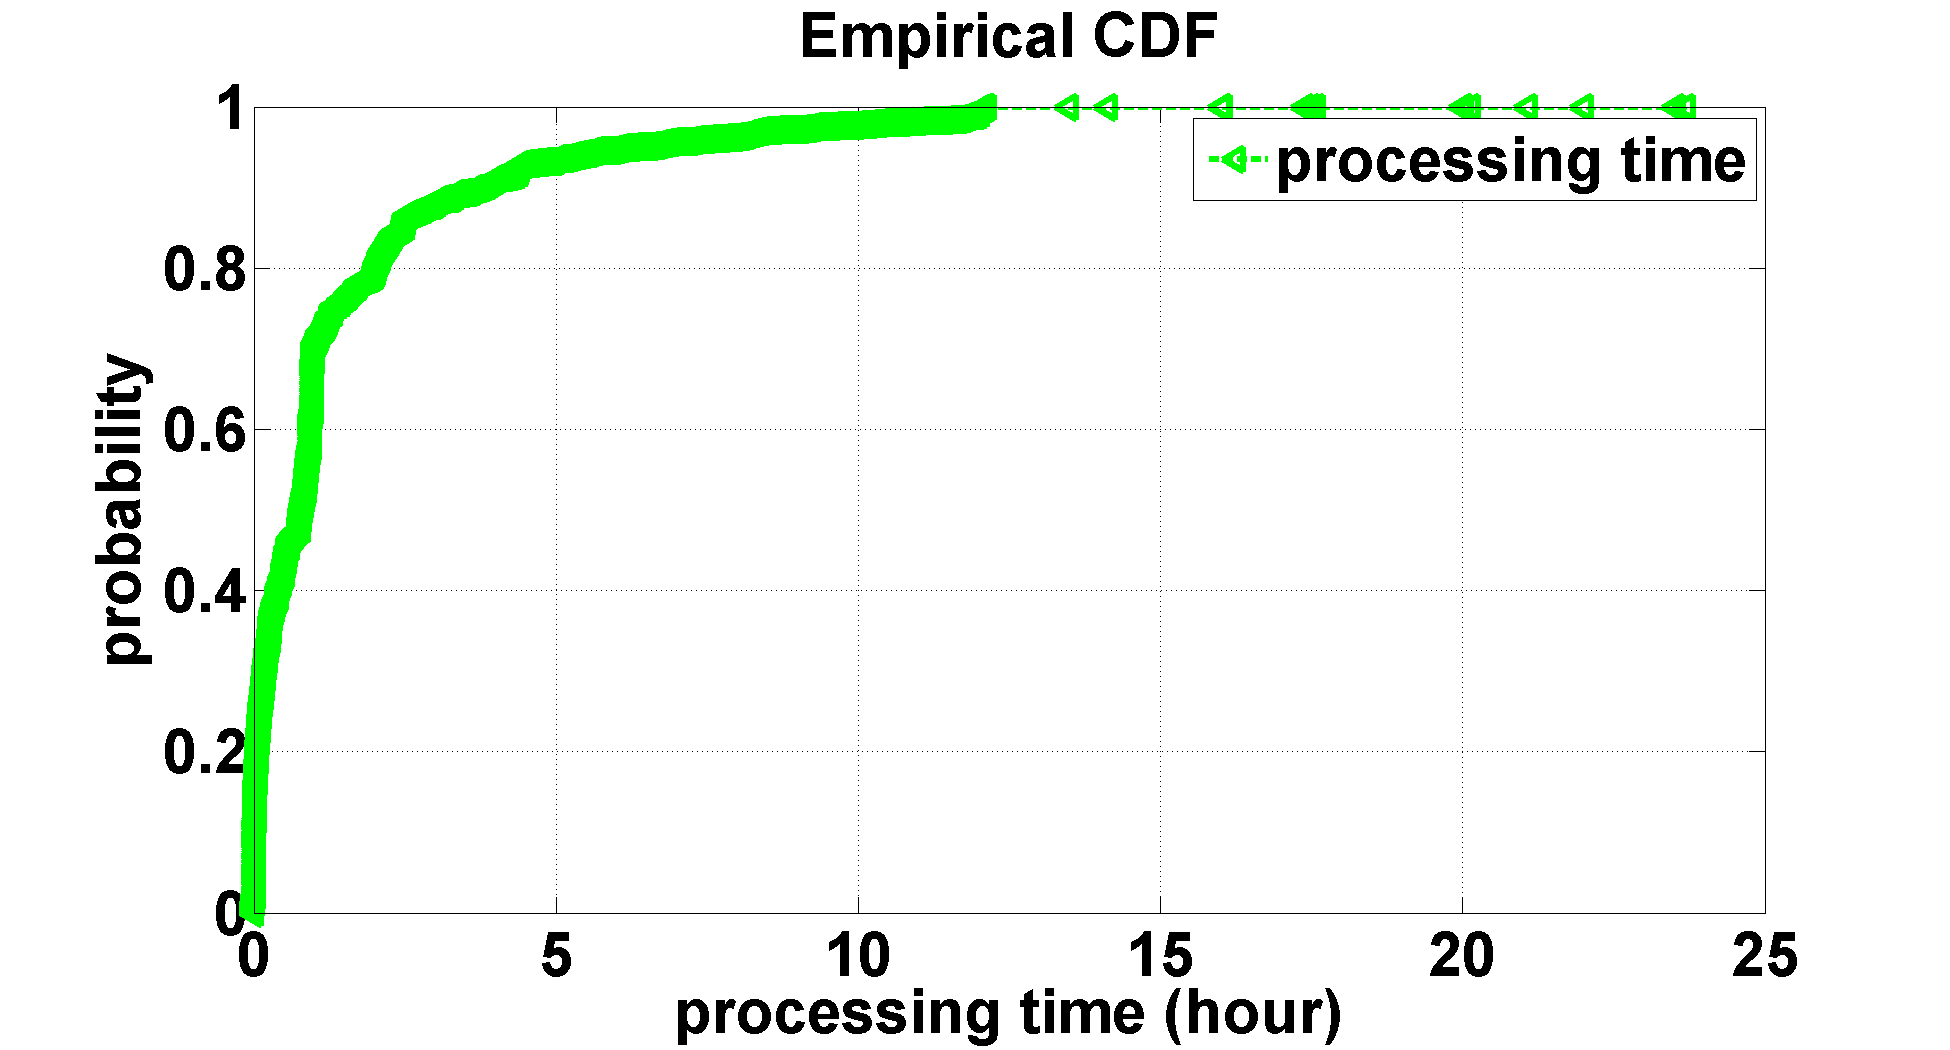 Empirical CDF
1
0.8
0.6
0.4
0.2
0
probability
processing time
0 5 10 15 20 25
processing time (hour)